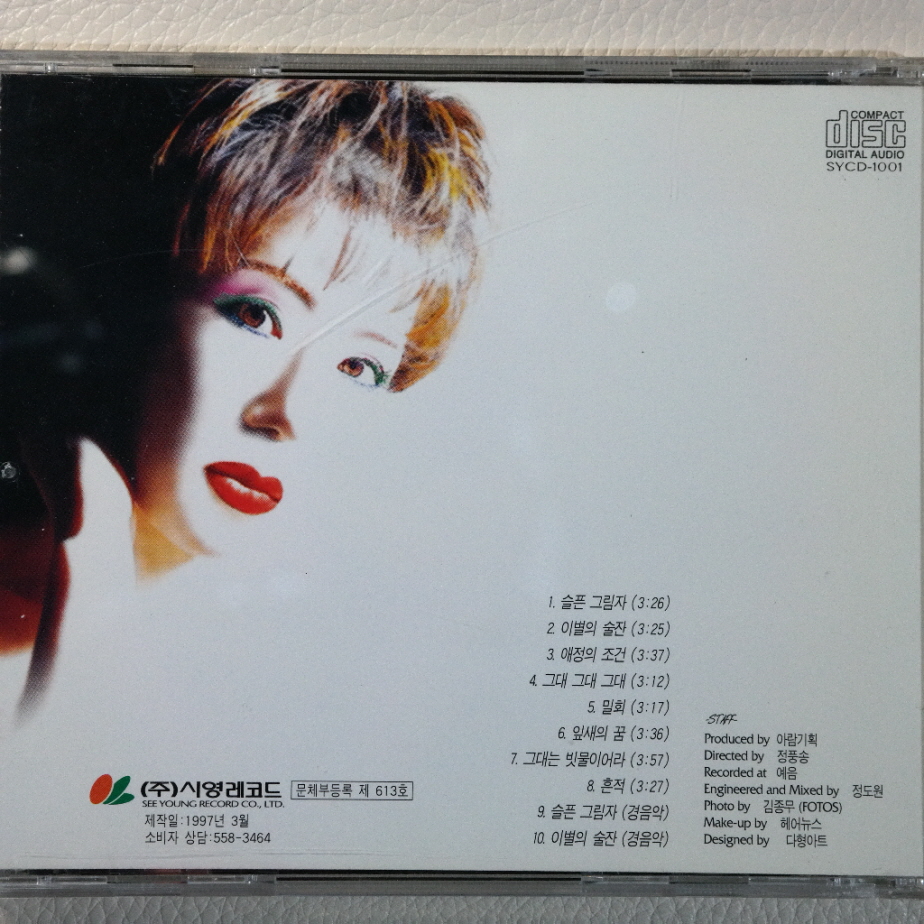 COMPACT
disc
DIGITAL AUDIO
SYCD-1001
1. 슬픈 그림자 (3:26)
2. 이별의 술잔 (3:25)
3. 애정의 조건 (3:37)
4. 그대 그대 그대 (3:12)
5. 밀회 (3:17)
6. 잎새의 꿈 (3:36)
7. 그대는 빗물이어라 (3:57)
8. 흔적 (3:27)
9. 슬픈 그림자 (경음악)
10. 이별의 술잔 (경음악)
-STAFF-
Produced by 아람기획
Directed by 정풍송
Recorded at 예음
Engineered and Mixed by 정도원
Photo by 김종무 (FOTOS)
Make-up by 헤어뉴스
Designed by 다형아트
(주)시영레코드 문체부등록 제 613호
SEE YOUNG RECORD CO., LTD.
제작일:1997년 3월
소비자 상담:558-3464